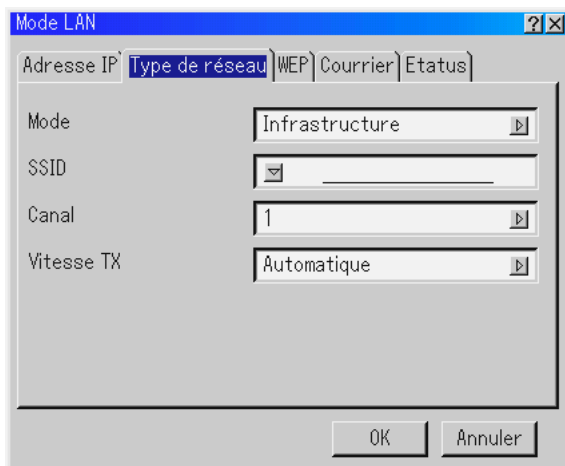 Mode LAN
Adresse IP Type de réseau WEP Courrier Etatus
Mode Infrastructure
SSID
Canal 1
Vitesse TX Automatique
OK Annuler